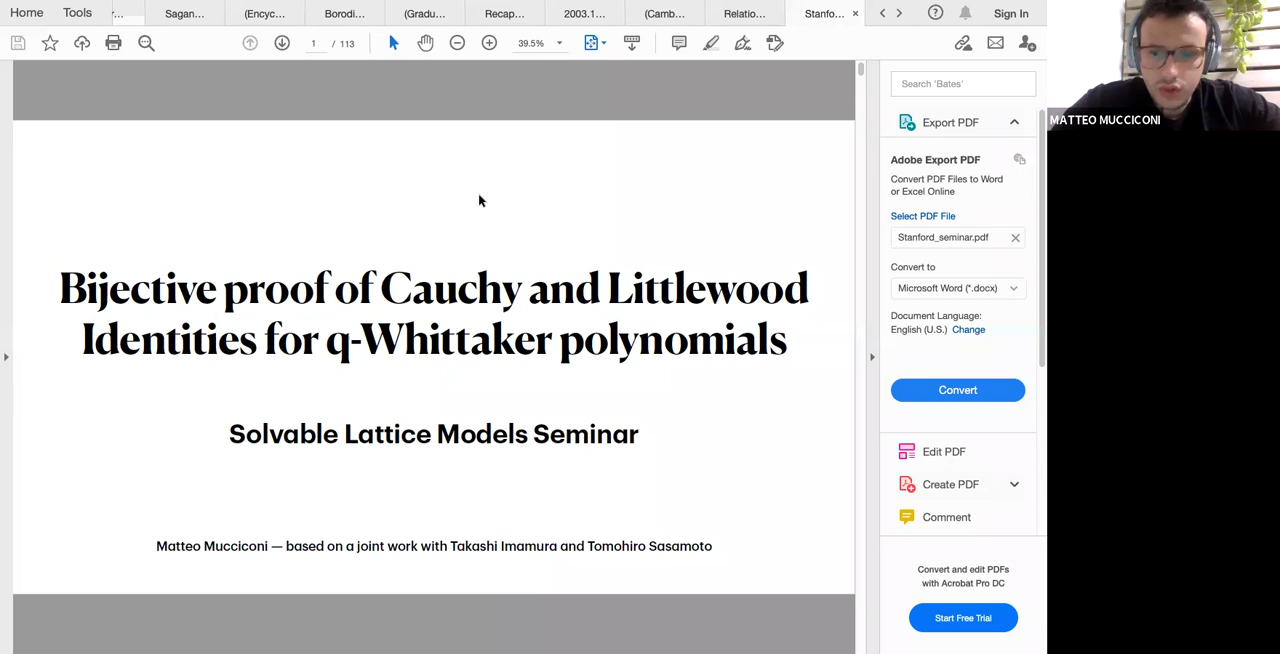 Home Tools ... Sagan... (Encyc... Borodi... (Gradu... Recap... 2003.1... (Camb... Relatio... Stanfo... × Sign In
1 / 113 39.5%
Search 'Bates'
Export PDF
Adobe Export PDF
Convert PDF Files to Word
or Excel Online
Select PDF File
Stanford_seminar.pdf
Convert to
Microsoft Word (*.docx)
Document Language:
English (U.S.) Change
Convert
Edit PDF
Create PDF
Comment
Convert and edit PDFs
with Acrobat Pro DC
Start Free Trial
Bijective proof of Cauchy and Littlewood
Identities for q-Whittaker polynomials
Solvable Lattice Models Seminar
Matteo Mucciconi — based on a joint work with Takashi Imamura and Tomohiro Sasamoto
MATTEO MUCCICONI